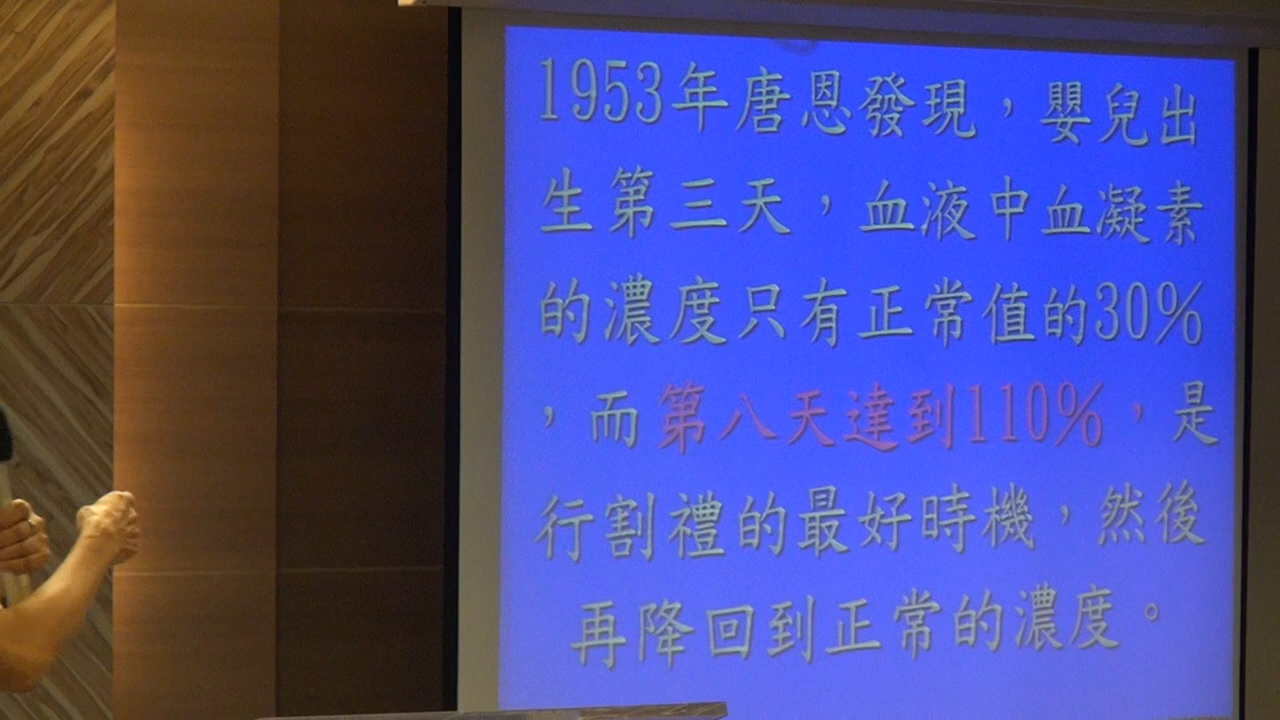 1953年唐恩發現，嬰兒出
生第三天，血液中血凝素
的濃度只有正常值的30%
，而第八天達到110%，是
行割禮的最好時機，然後
再降回到正常的濃度。